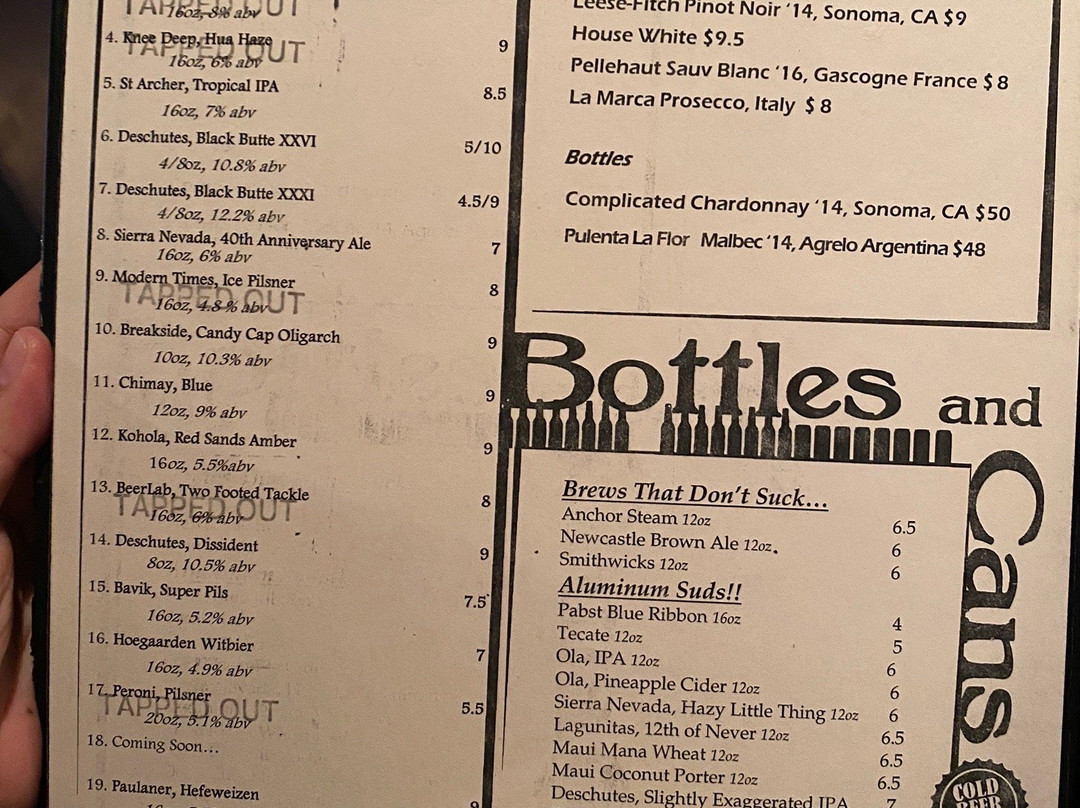 TAPPED OUT
16oz, 8% abv
4. Knee Deep, Hua Haze 9
TAPPED OUT
16oz, 6% abv
5. St Archer, Tropical IPA 8.5
16oz, 7% abv
6. Deschutes, Black Butte XXVI 5/10
4/8oz, 10.8% abv
7. Deschutes, Black Butte XXXI 4.5/9
4/8oz, 12.2% abv
8. Sierra Nevada, 40th Anniversary Ale 7
16oz, 6% abv
9. Modern Times, Ice Pilsner 8
TAPPED OUT
16oz, 4.8 % abv
10. Breakside, Candy Cap Oligarch 9
10oz, 10.3% abv
11. Chimay, Blue 9
12oz, 9% abv
12. Kohola, Red Sands Amber 9
16oz, 5.5%abv
13. BeerLab, Two Footed Tackle 8
TAPPED OUT
16oz, 6% abv
14. Deschutes, Dissident 9
8oz, 10.5% abv
15. Bavik, Super Pils 7.5
16oz, 5.2% abv
16. Hoegaarden Witbier 7
16oz, 4.9% abv
17. Peroni, Pilsner 5.5
TAPPED OUT
20oz, 5.1% abv
18. Coming Soon...
19. Paulaner, Hefeweizen 9
Leese-Fitch Pinot Noir '14, Sonoma, CA $9
House White $9.5
Pellehaut Sauv Blanc '16, Gascogne France $ 8
La Marca Prosecco, Italy $ 8
Bottles
Complicated Chardonnay '14, Sonoma, CA $50
Pulenta La Flor Malbec '14, Agrelo Argentina $48
Bottles and
Cans
Brews That Don't Suck...
Anchor Steam 12oz 6.5
Newcastle Brown Ale 12oz. 6
Smithwicks 12oz 6
Aluminum Suds!!
Pabst Blue Ribbon 16oz 4
Tecate 12oz 5
Ola, IPA 12oz 6
Ola, Pineapple Cider 12oz 6
Sierra Nevada, Hazy Little Thing 12oz 6
Lagunitas, 12th of Never 12oz 6.5
Maui Mana Wheat 12oz 6.5
Maui Coconut Porter 12oz 6.5
Deschutes, Slightly Exaggerated IPA 7
COLD
BEER